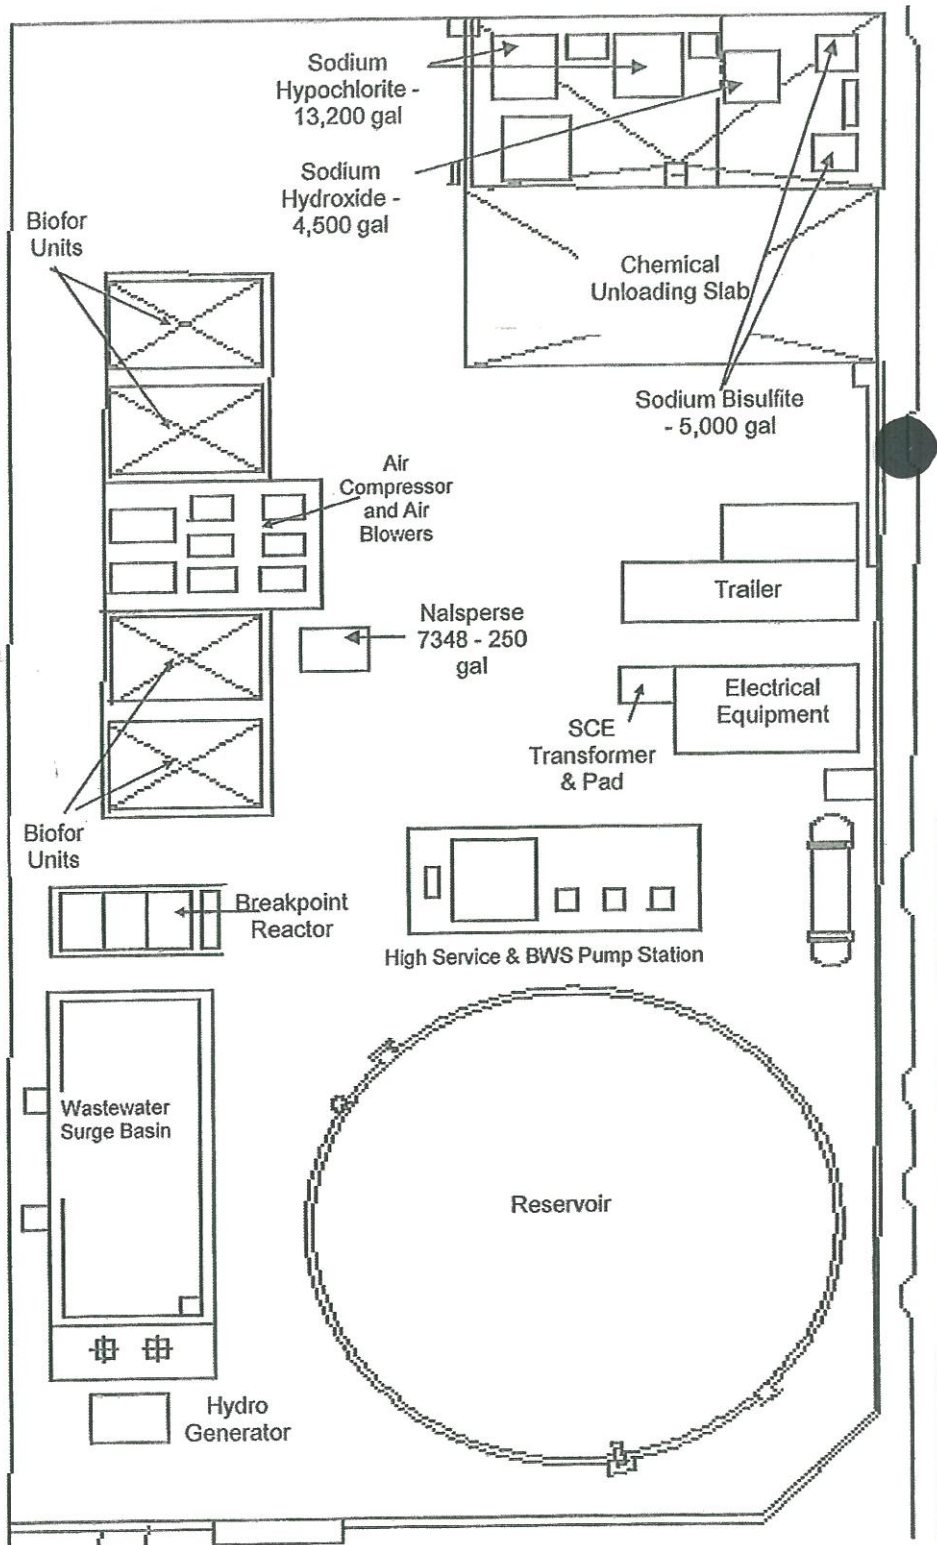 Sodium
Hypochlorite -
13,200 gal
Sodium
Hydroxide -
4,500 gal
Biofor
Units
Chemical
Unloading Slab
Sodium Bisulfite
- 5,000 gal
Air
Compressor
and Air
Blowers
Trailer
Nalsperse
7348 - 250
gal
Electrical
Equipment
SCE
Transformer
& Pad
Biofor
Units
Breakpoint
Reactor
High Service & BWS Pump Station
Wastewater
Surge Basin
Reservoir
Hydro
Generator